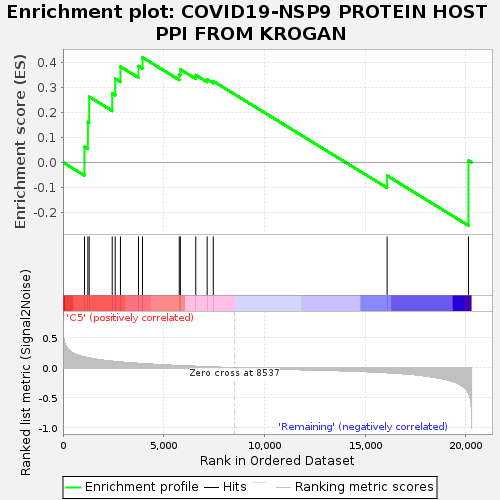 Enrichment plot: COVID19-NSP9 PROTEIN HOST
PPI FROM KROGAN
Enrichment score (ES)
0.4
0.3
0.2
0.1
0.0
-0.1
-0.2
'C5' (positively correlated)
Ranked list metric (Signal2Noise)
0.5
0.0
-0.5
-1.0
Zero cross at 8537
'Remaining' (negatively correlated)
0 5,000 10,000 15,000 20,000
Rank in Ordered Dataset
Enrichment profile Hits Ranking metric scores